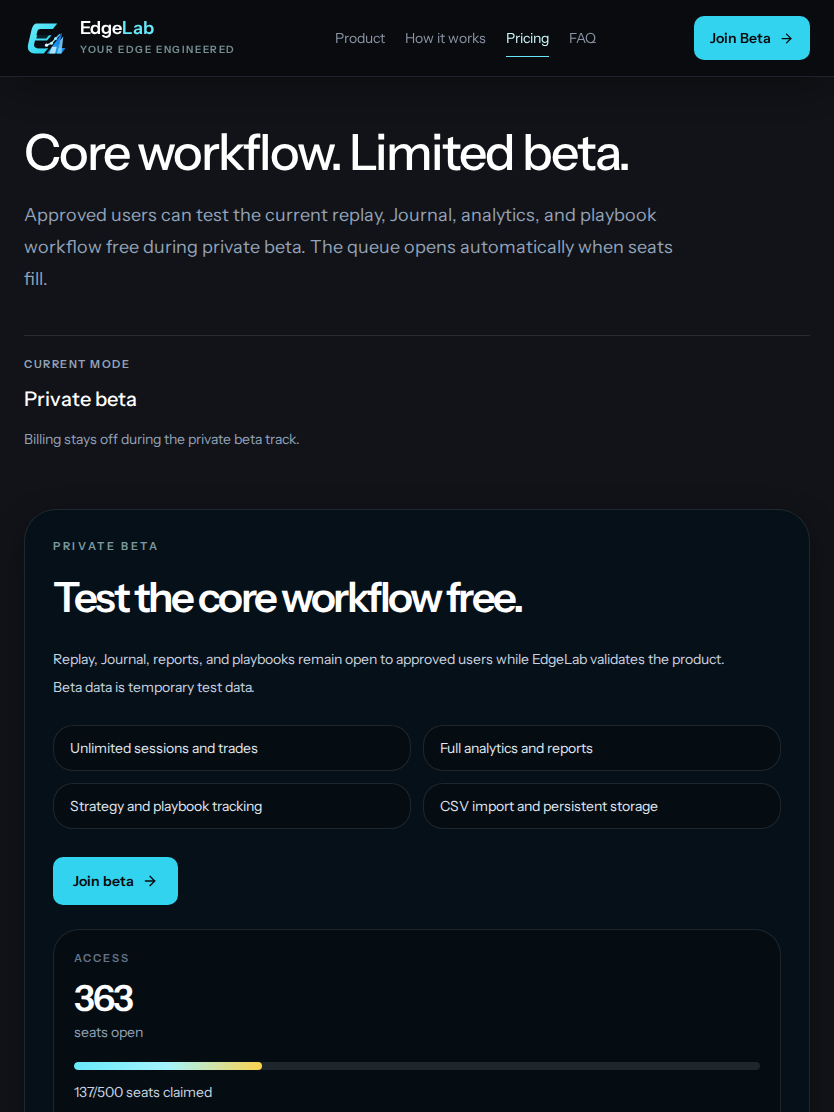 EdgeLab
YOUR EDGE ENGINEERED
Product
How it works
Pricing
FAQ
Join Beta
Core workflow. Limited beta.
Approved users can test the current replay, Journal, analytics, and playbook
workflow free during private beta. The queue opens automatically when seats
fill.
CURRENT MODE
Private beta
Billing stays off during the private beta track.
PRIVATE BETA
Test the core workflow free.
Replay, Journal, reports, and playbooks remain open to approved users while EdgeLab validates the product.
Beta data is temporary test data.
Unlimited sessions and trades
Full analytics and reports
Strategy and playbook tracking
CSV import and persistent storage
Join beta
ACCESS
363
seats open
137/500 seats claimed